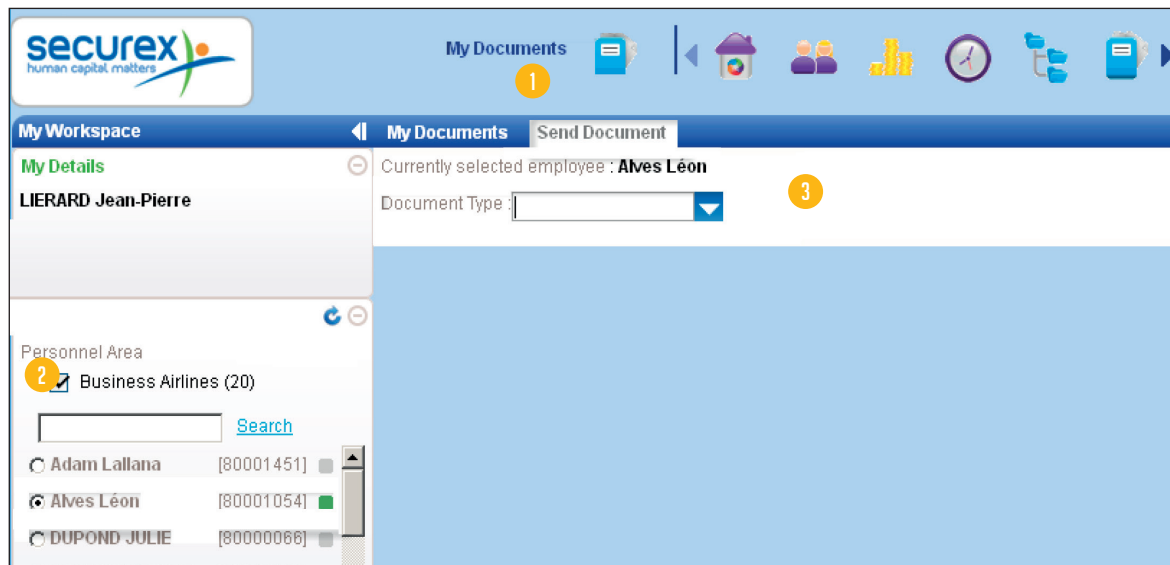 securex
human capital matters
My Documents
1
My Workspace
My Documents Send Document
My Details
Currently selected employee : Alves Léon
3
LIERARD Jean-Pierre
Document Type :
Personnel Area
2
Business Airlines (20)
Search
Adam Lallana [80001451]
Alves Léon [80001054]
DUPOND JULIE [80000066]